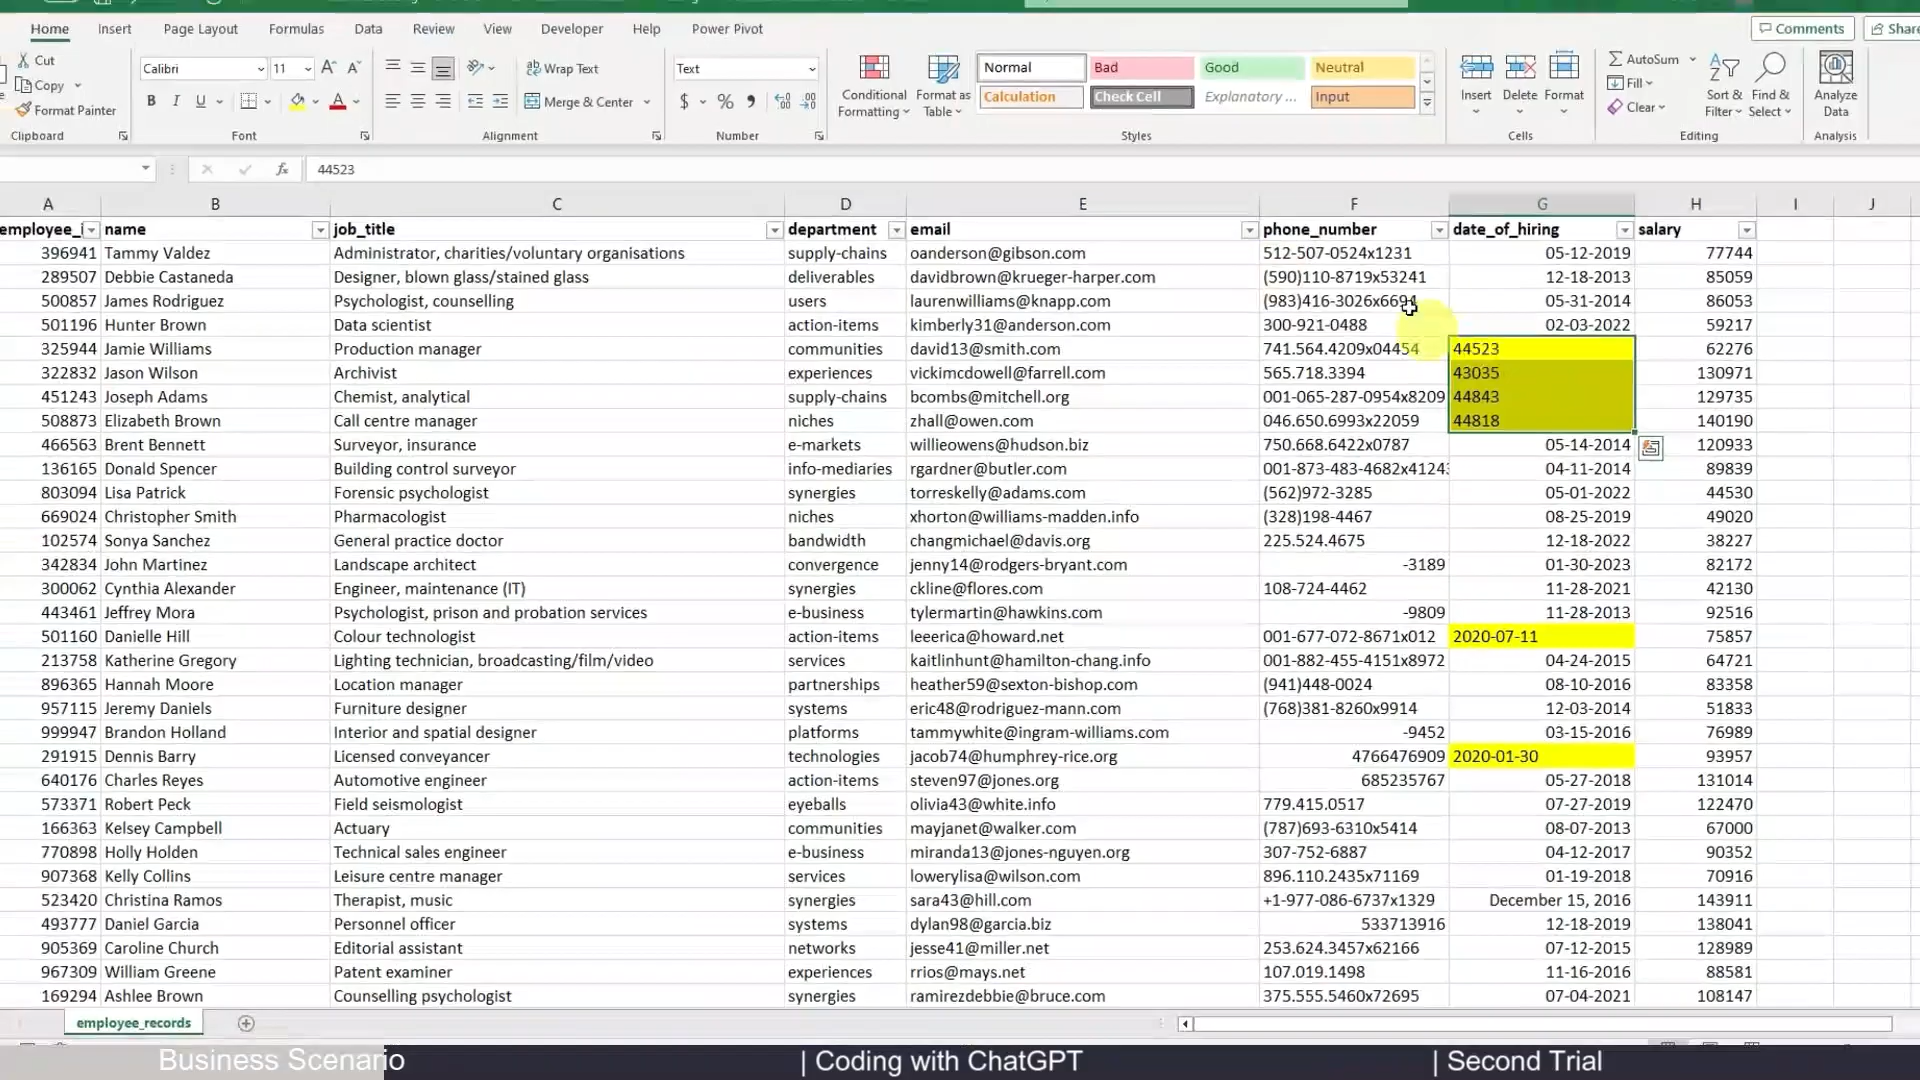 Home Insert Page Layout Formulas Data Review View Developer Help Power Pivot Comments Share
Cut
Copy
Format Painter
Clipboard
Calibri 11
B I U
Font
Wrap Text
Merge & Center
Alignment
Text
$ % ,
Number
Conditional Formatting
Format as Table
Normal Bad Good Neutral
Calculation Check Cell Explanatory ... Input
Styles
Insert Delete Format
Cells
AutoSum
Fill
Clear
Sort & Filter
Find & Select
Editing
Analyze Data
Analysis
fx 44523
A B C D E F G H I J
employee_i name job_title department email phone_number date_of_hiring salary
396941 Tammy Valdez Administrator, charities/voluntary organisations supply-chains oanderson@gibson.com 512-507-0524x1231 05-12-2019 77744
289507 Debbie Castaneda Designer, blown glass/stained glass deliverables davidbrown@krueger-harper.com (590)110-8719x53241 12-18-2013 85059
500857 James Rodriguez Psychologist, counselling users laurenwilliams@knapp.com (983)416-3026x6694 05-31-2014 86053
501196 Hunter Brown Data scientist action-items kimberly31@anderson.com 300-921-0488 02-03-2022 59217
325944 Jamie Williams Production manager communities david13@smith.com 741.564.4209x04454 44523 62276
322832 Jason Wilson Archivist experiences vickimcdowell@farrell.com 565.718.3394 43035 130971
451243 Joseph Adams Chemist, analytical supply-chains bcombs@mitchell.org 001-065-287-0954x8209 44843 129735
508873 Elizabeth Brown Call centre manager niches zhall@owen.com 046.650.6993x22059 44818 140190
466563 Brent Bennett Surveyor, insurance e-markets willieowens@hudson.biz 750.668.6422x0787 05-14-2014 120933
136165 Donald Spencer Building control surveyor info-mediaries rgardner@butler.com 001-873-483-4682x41243 04-11-2014 89839
803094 Lisa Patrick Forensic psychologist synergies torreskelly@adams.com (562)972-3285 05-01-2022 44530
669024 Christopher Smith Pharmacologist niches xhorton@williams-madden.info (328)198-4467 08-25-2019 49020
102574 Sonya Sanchez General practice doctor bandwidth changmichael@davis.org 225.524.4675 12-18-2022 38227
342834 John Martinez Landscape architect convergence jenny14@rodgers-bryant.com -3189 01-30-2023 82172
300062 Cynthia Alexander Engineer, maintenance (IT) synergies ckline@flores.com 108-724-4462 11-28-2021 42130
443461 Jeffrey Mora Psychologist, prison and probation services e-business tylermartin@hawkins.com -9809 11-28-2013 92516
501160 Danielle Hill Colour technologist action-items leeerica@howard.net 001-677-072-8671x012 2020-07-11 75857
213758 Katherine Gregory Lighting technician, broadcasting/film/video services kaitlinhunt@hamilton-chang.info 001-882-455-4151x8972 04-24-2015 64721
896365 Hannah Moore Location manager partnerships heather59@sexton-bishop.com (941)448-0024 08-10-2016 83358
957115 Jeremy Daniels Furniture designer systems eric48@rodriguez-mann.com (768)381-8260x9914 12-03-2014 51833
999947 Brandon Holland Interior and spatial designer platforms tammywhite@ingram-williams.com -9452 03-15-2016 76989
291915 Dennis Barry Licensed conveyancer technologies jacob74@humphrey-rice.org 4766476909 2020-01-30 93957
640176 Charles Reyes Automotive engineer action-items steven97@jones.org 685235767 05-27-2018 131014
573371 Robert Peck Field seismologist eyeballs olivia43@white.info 779.415.0517 07-27-2019 122470
166363 Kelsey Campbell Actuary communities mayjanet@walker.com (787)693-6310x5414 08-07-2013 67000
770898 Holly Holden Technical sales engineer e-business miranda13@jones-nguyen.org 307-752-6887 04-12-2017 90352
907368 Kelly Collins Leisure centre manager services lowerylisa@wilson.com 896.110.2435x71169 01-19-2018 70916
523420 Christina Ramos Therapist, music synergies sara43@hill.com +1-977-086-6737x1329 December 15, 2016 143911
493777 Daniel Garcia Personnel officer systems dylan98@garcia.biz 533713916 12-18-2019 138041
905369 Caroline Church Editorial assistant networks jesse41@miller.net 253.624.3457x62166 07-12-2015 128989
967309 William Greene Patent examiner experiences rrios@mays.net 107.019.1498 11-16-2016 88581
169294 Ashlee Brown Counselling psychologist synergies ramirezdebbie@bruce.com 375.555.5460x72695 07-04-2021 108147
employee_records
Business Scenario | Coding with ChatGPT | Second Trial